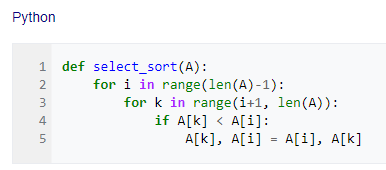 Python
1 def select_sort(A):
2     for i in range(len(A)-1):
3         for k in range(i+1, len(A)):
4             if A[k] < A[i]:
5                 A[k], A[i] = A[i], A[k]